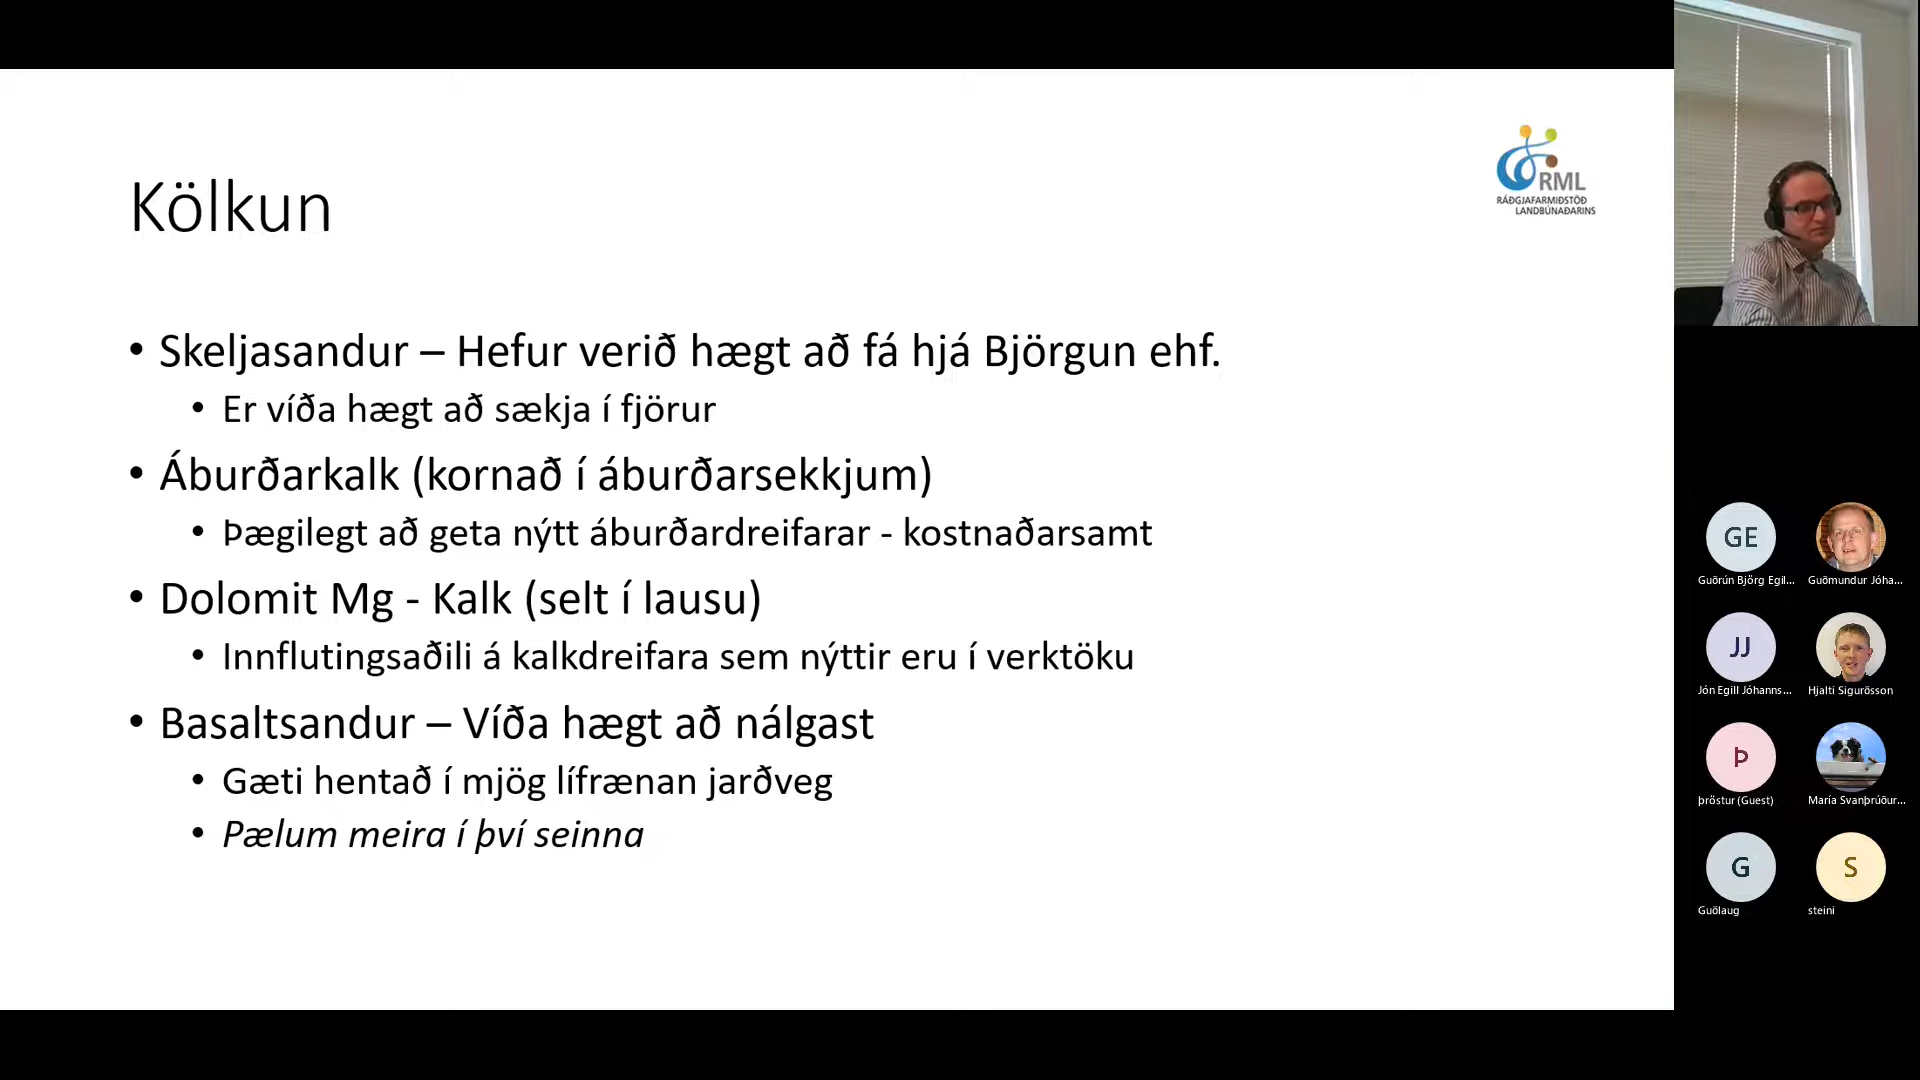 Kölkun
RML
RÁÐGJAFARMIÐSTÖÐ
LANDBÚNAÐARINS
• Skeljasandur – Hefur verið hægt að fá hjá Björgun ehf.
• Er víða hægt að sækja í fjörur
• Áburðarkalk (kornað í áburðarsekkjum)
• Þægilegt að geta nýtt áburðardreifarar - kostnaðarsamt
• Dolomit Mg - Kalk (selt í lausu)
• Innflutingsaðili á kalkdreifara sem nýttir eru í verktöku
• Basaltsandur – Víða hægt að nálgast
• Gæti hentað í mjög lífrænan jarðveg
• Pælum meira í því seinna
GE
Guðrún Björg Egil...
Guðmundur Jóha...
JJ
Jón Egill Jóhanns...
Hjalti Sigurðsson
Þ
þröstur (Guest)
María Svanþrúður...
G
Guðlaug
S
steini